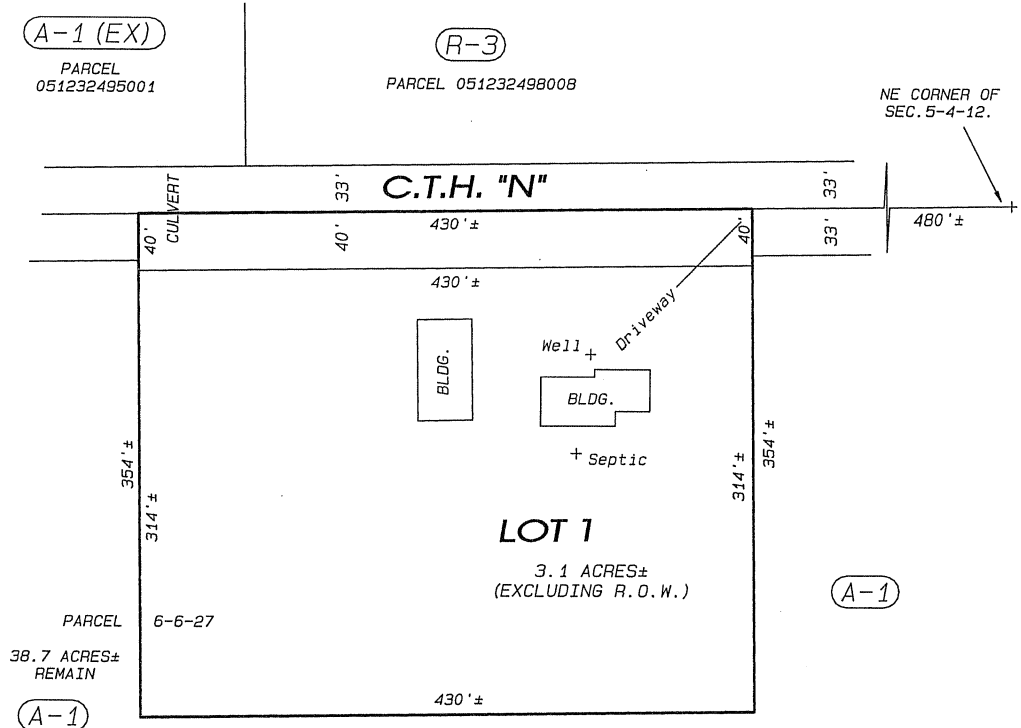 A-1 (EX)
PARCEL
051232495001
R-3
PARCEL 051232498008
NE CORNER OF
SEC.5-4-12.
C.T.H. "N"
33'
33'
CULVERT
40'
40'
430'±
40'
33'
480'±
430'±
Driveway
Well
BLDG.
BLDG.
Septic
354'±
314'±
314'±
354'±
LOT 1
3.1 ACRES±
(EXCLUDING R.O.W.)
A-1
PARCEL 6-6-27
38.7 ACRES±
REMAIN
A-1
430'±